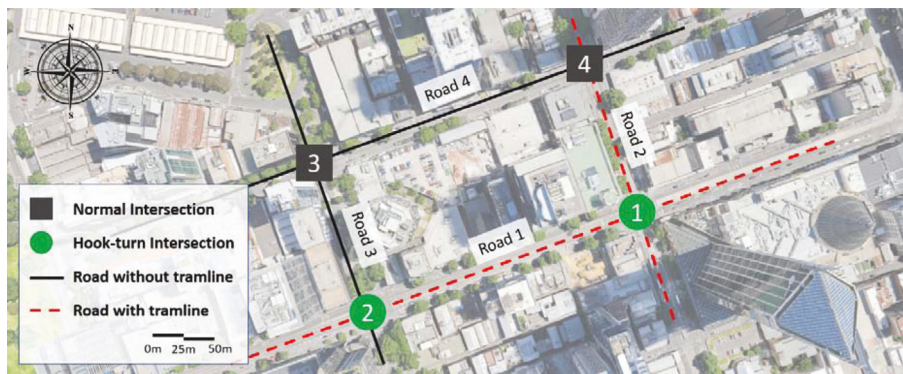 N
W
E
S
4
Road 4
Road 2
3
1
Road 3
Road 1
2
Normal Intersection
Hook-turn Intersection
Road without tramline
Road with tramline
0m 25m 50m